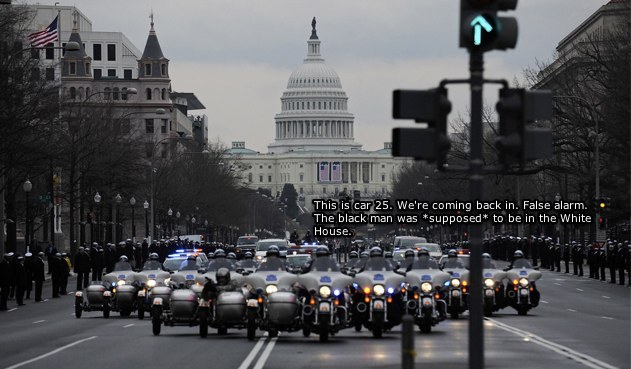 This is car 25. We're coming back in. False alarm.
The black man was *supposed* to be in the White
House.